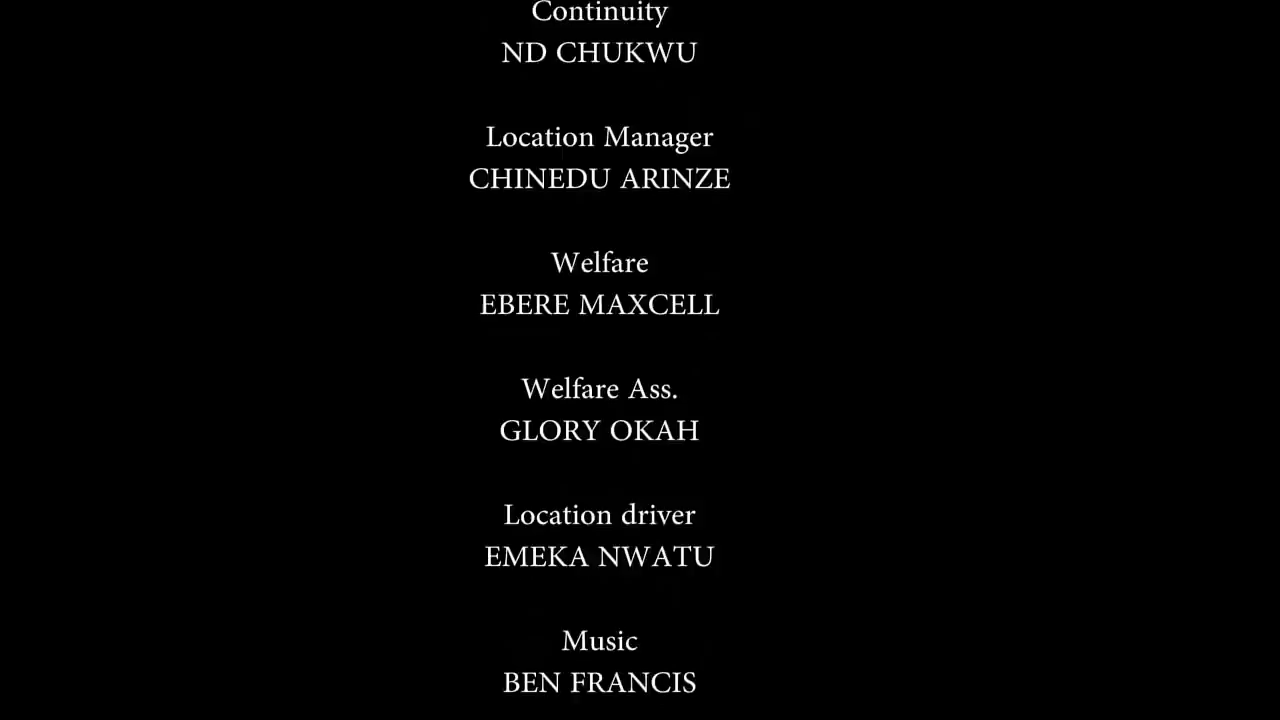 Continuity
ND CHUKWU
Location Manager
CHINEDU ARINZE
Welfare
EBERE MAXCELL
Welfare Ass.
GLORY OKAH
Location driver
EMEKA NWATU
Music
BEN FRANCIS